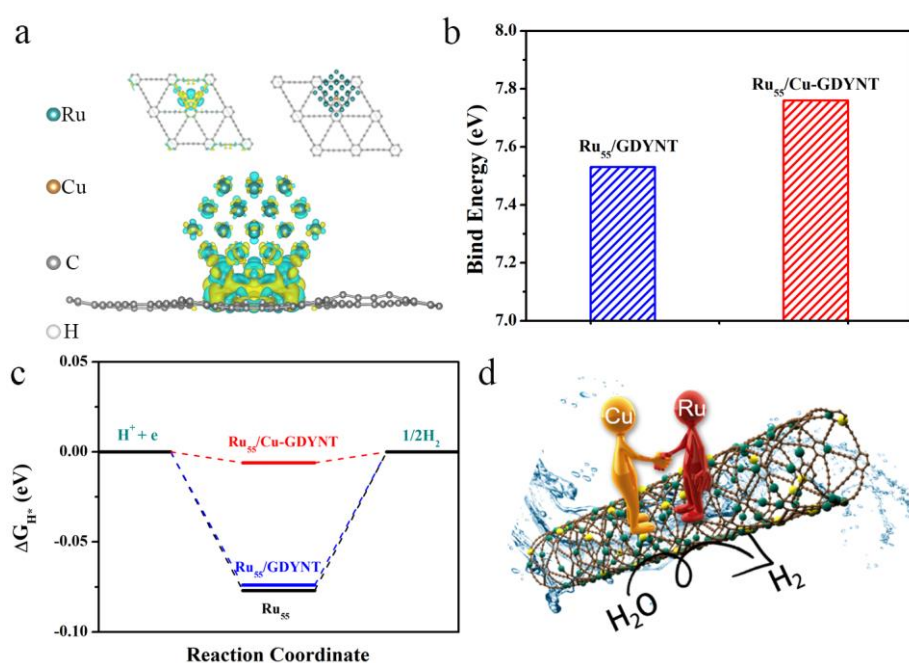 a
Ru
Cu
C
H
b
Bind Energy (eV)
8.0
7.8
7.6
7.4
7.2
7.0
Ru₅₅/GDYNT
Ru₅₅/Cu-GDYNT
c
ΔG_H* (eV)
0.05
0.00
-0.05
-0.10
H⁺ + e
Ru₅₅/Cu-GDYNT
1/2H₂
Ru₅₅/GDYNT
Ru₅₅
Reaction Coordinate
d
Cu
Ru
H₂O
H₂